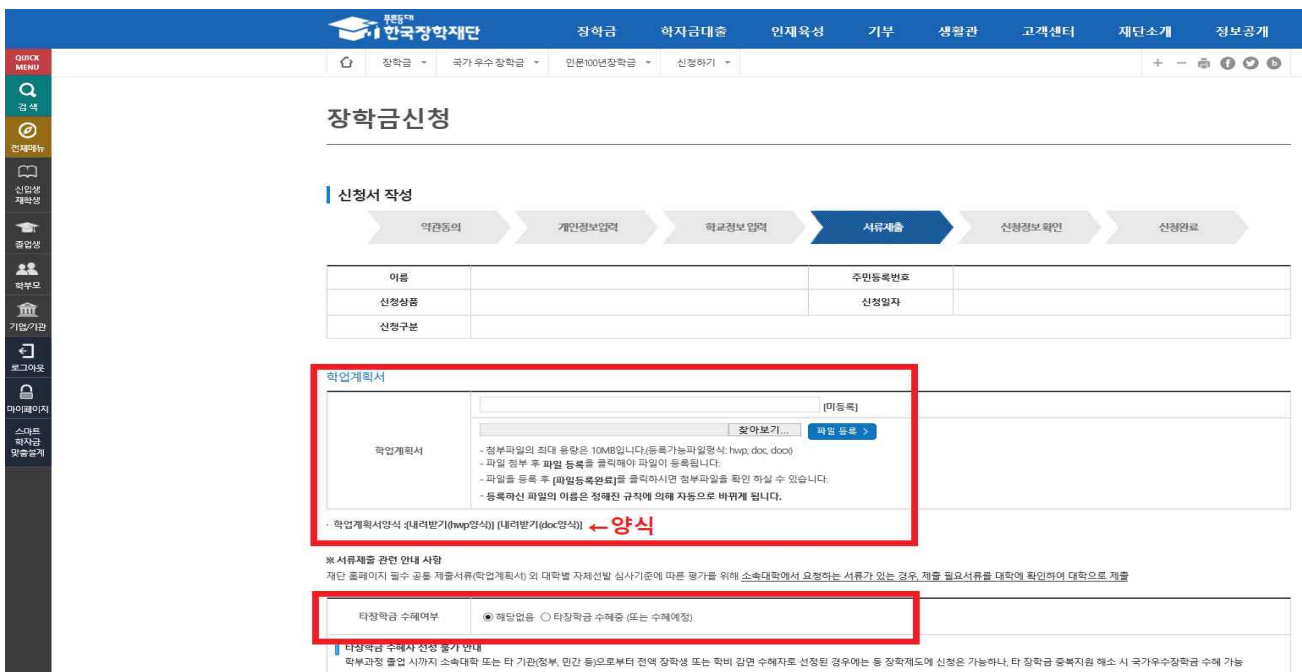 푸른등대
한국장학재단
장학금 학자금대출 인재육성 기부 생활관 고객센터 재단소개 정보공개
QUICK
MENU
검색
전체메뉴
신입생
재학생
졸업생
학부모
기업/기관
로그아웃
마이페이지
스마트
학자금
맞춤설계
장학금 국가 우수 장학금 인문100년장학금 신청하기
장학금신청
신청서 작성
약관동의 개인정보입력 학교정보 입력 서류제출 신청정보 확인 신청완료
이름 주민등록번호
신청상품 신청일자
신청구분
학업계획서
[미등록]
학업계획서
찾아보기... 파일 등록 >
- 첨부파일의 최대 용량은 10MB입니다.(등록가능파일형식: hwp, doc, docx)
- 파일 첨부 후 파일 등록을 클릭해야 파일이 등록됩니다.
- 파일을 등록 후 [파일등록완료]를 클릭하시면 첨부파일을 확인 하실 수 있습니다.
- 등록하신 파일의 이름은 정해진 규칙에 의해 자동으로 바뀌게 됩니다.
· 학업계획서양식 :[내려받기(hwp양식)] [내려받기(doc양식)] ←양식
※ 서류제출 관련 안내 사항
재단 홈페이지 필수 공통 제출서류(학업계획서) 외 대학별 자체선발 심사기준에 따른 평가를 위해 소속대학에서 요청하는 서류가 있는 경우, 제출 필요서류를 대학에 확인하여 대학으로 제출
타장학금 수혜여부 해당없음 타장학금 수혜중 (또는 수혜예정)
타장학금 수혜자 선정 불가 안내
학부과정 졸업 시까지 소속대학 또는 타 기관(정부, 민간 등)으로부터 전액 장학생 또는 학비 감면 수혜자로 선정된 경우에는 동 장학제도에 신청은 가능하나, 타 장학금 중복지원 해소 시 국가우수장학금 수혜 가능